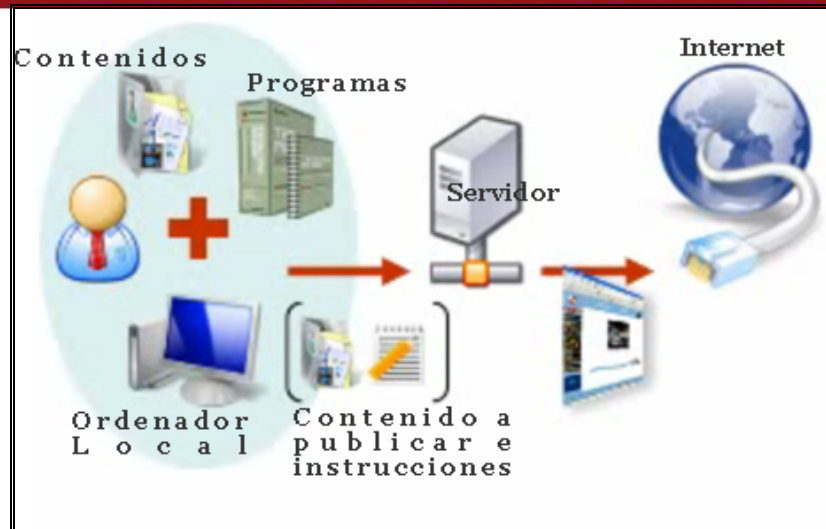 Contenidos
Programas
Internet
Servidor
Ordenador
Local
Contenido a
publicar e
instrucciones